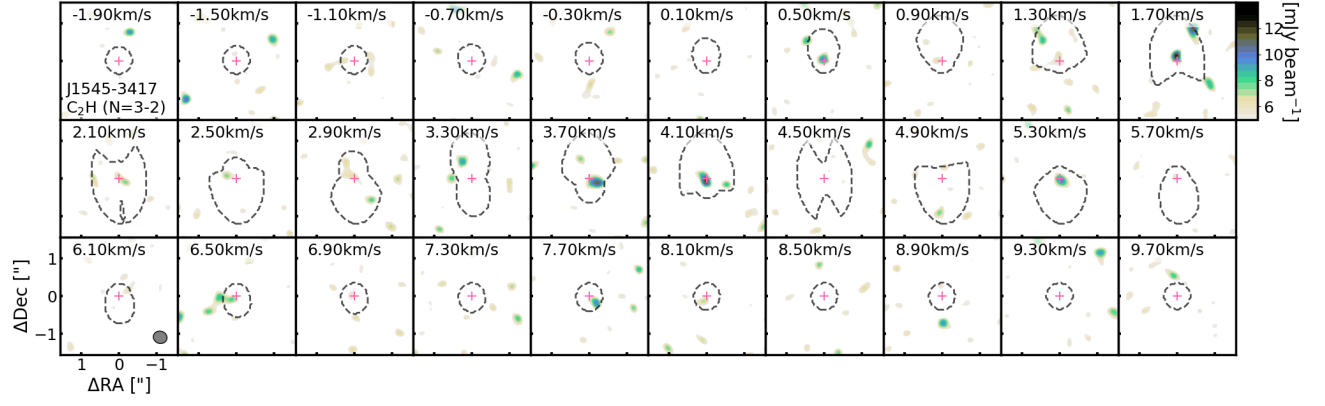 -1.90km/s -1.50km/s -1.10km/s -0.70km/s -0.30km/s 0.10km/s 0.50km/s 0.90km/s 1.30km/s 1.70km/s
J1545-3417
C₂H (N=3-2)
12
10
8
6
[mJy beam⁻¹]
2.10km/s 2.50km/s 2.90km/s 3.30km/s 3.70km/s 4.10km/s 4.50km/s 4.90km/s 5.30km/s 5.70km/s
6.10km/s 6.50km/s 6.90km/s 7.30km/s 7.70km/s 8.10km/s 8.50km/s 8.90km/s 9.30km/s 9.70km/s
ΔDec ["]
1
0
−1
1 0 −1
ΔRA ["]